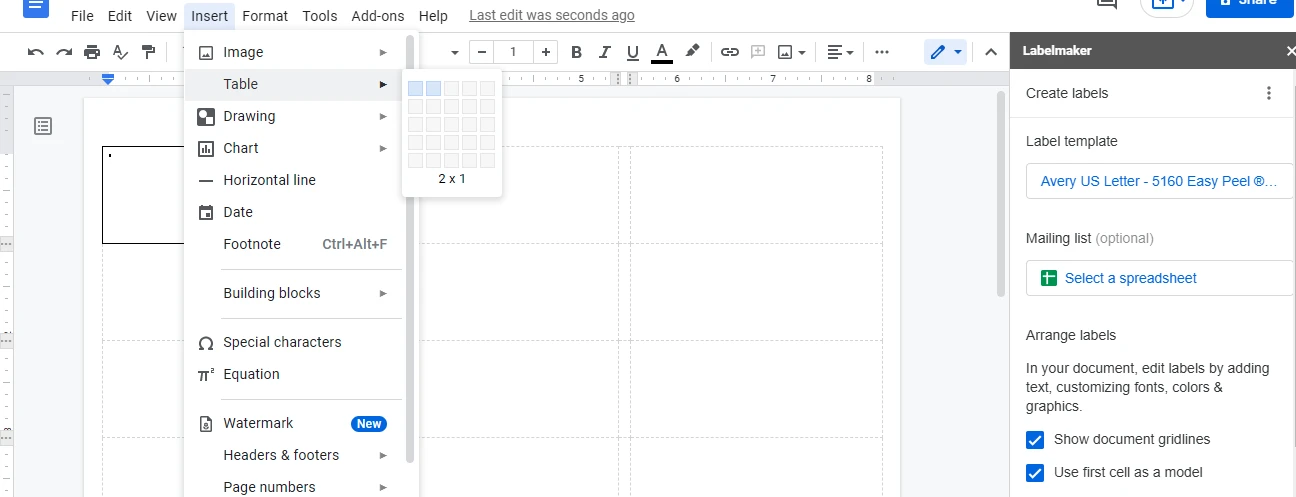 File Edit View Insert Format Tools Add-ons Help Last edit was seconds ago
Share
1 B I U A
5 6 7 8
Image
Table
Drawing
Chart
Horizontal line
Date
Footnote Ctrl+Alt+F
Building blocks
Special characters
Equation
Watermark New
Headers & footers
Page numbers
2 x 1
Labelmaker
Create labels
Label template
Avery US Letter - 5160 Easy Peel ®...
Mailing list (optional)
Select a spreadsheet
Arrange labels
In your document, edit labels by adding
text, customizing fonts, colors &
graphics.
Show document gridlines
Use first cell as a model